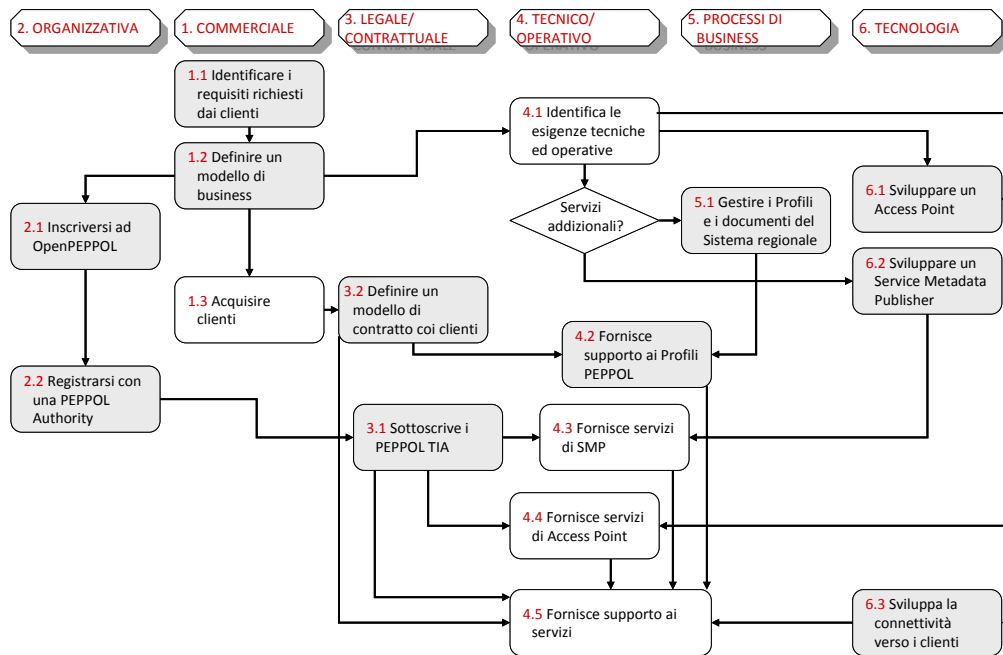 2. ORGANIZZATIVA
1. COMMERCIALE
3. LEGALE/
CONTRATTUALE
4. TECNICO/
OPERATIVO
5. PROCESSI DI
BUSINESS
6. TECNOLOGIA
1.1 Identificare i
requisiti richiesti
dai clienti
4.1 Identifica le
esigenze tecniche
ed operative
1.2 Definire un
modello di
business
2.1 Inscriversi ad
OpenPEPPOL
Servizi
addizionali?
5.1 Gestire i Profili
e i documenti del
Sistema regionale
6.1 Sviluppare un
Access Point
6.2 Sviluppare un
Service Metadata
Publisher
1.3 Acquisire
clienti
3.2 Definire un
modello di
contratto coi clienti
4.2 Fornisce
supporto ai Profili
PEPPOL
2.2 Registrarsi con
una PEPPOL
Authority
3.1 Sottoscrive i
PEPPOL TIA
4.3 Fornisce servizi
di SMP
4.4 Fornisce servizi
di Access Point
4.5 Fornisce supporto ai
servizi
6.3 Sviluppa la
connettività
verso i clienti